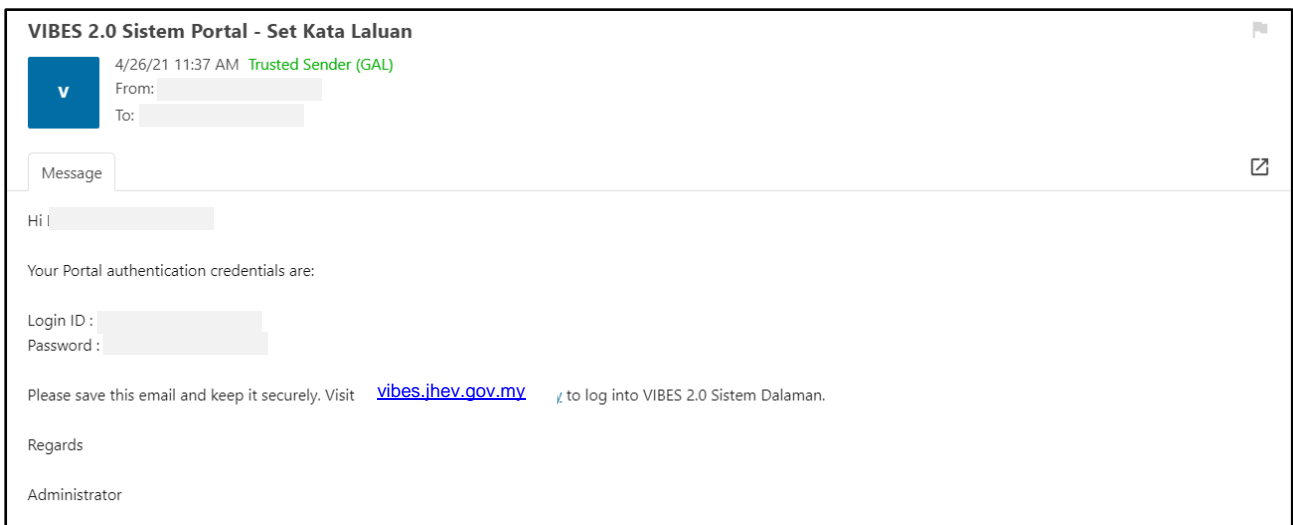 VIBES 2.0 Sistem Portal - Set Kata Laluan
4/26/21 11:37 AM Trusted Sender (GAL)
v
From:
To:
Message
Hi
Your Portal authentication credentials are:
Login ID :
Password :
Please save this email and keep it securely. Visit vibes.jhev.gov.my to log into VIBES 2.0 Sistem Dalaman.
Regards
Administrator